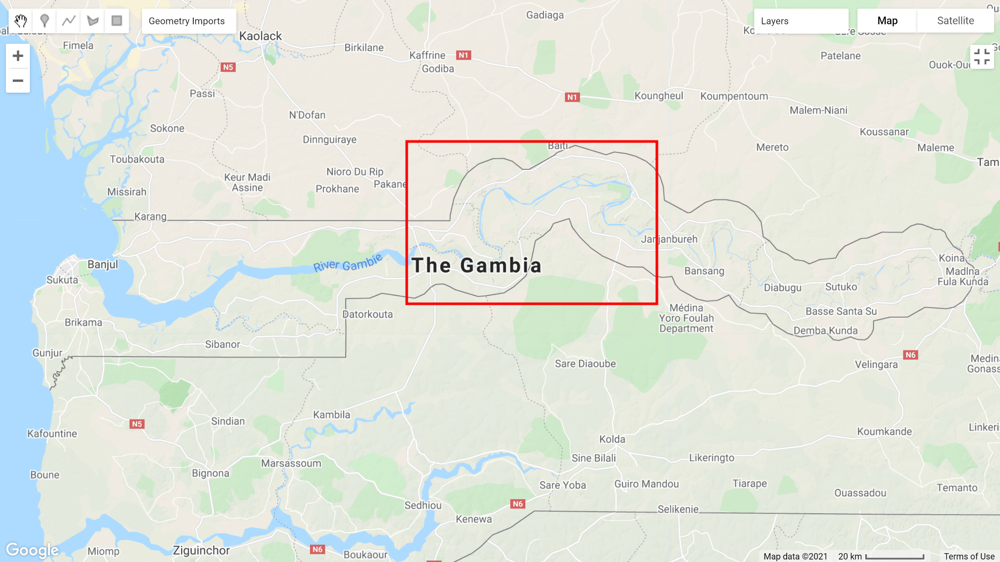 Geometry Imports
Layers
Map
Satellite
Gadiaga
Kaolack
Fimela
Birkilane
Kaffrine
N1
Godiba
Patelane
N5
Passi
N1
Koungheul
Koumpentoum
Malem-Niani
N'Dofan
Sokone
Koussanar
Dinnguiraye
Baiti
Mereto
Maleme
Toubakouta
Tam
Nioro Du Rip
Keur Madi
Assine
Pakane
Prokhane
Missirah
Karang
Janjanbureh
River Gambie
The Gambia
Banjul
Koina
Bansang
Madlna
Fula Kunda
Sukuta
Diabugu
Sutuko
Médina
Yoro Foulah
Department
Basse Santa Su
Datorkouta
Brikama
Demba Kunda
Sibanor
Gunjur
N6
Sare Diaoube
Velingara
Medina
Gonass
Kambila
Sindian
N5
Kafountine
Koumkande
Linkeri
Kolda
Sine Bilali
Likeringto
Marsassoum
Bignona
Boune
Sare Yoba
Guiro Mandou
Tiarape
Temanto
Ouassadou
Sedhiou
N6
Kenewa
Selikenie
Ziguinchor
N6
Miomp
Boukaour
Google
Map data ©2021
20 km
Terms of Use